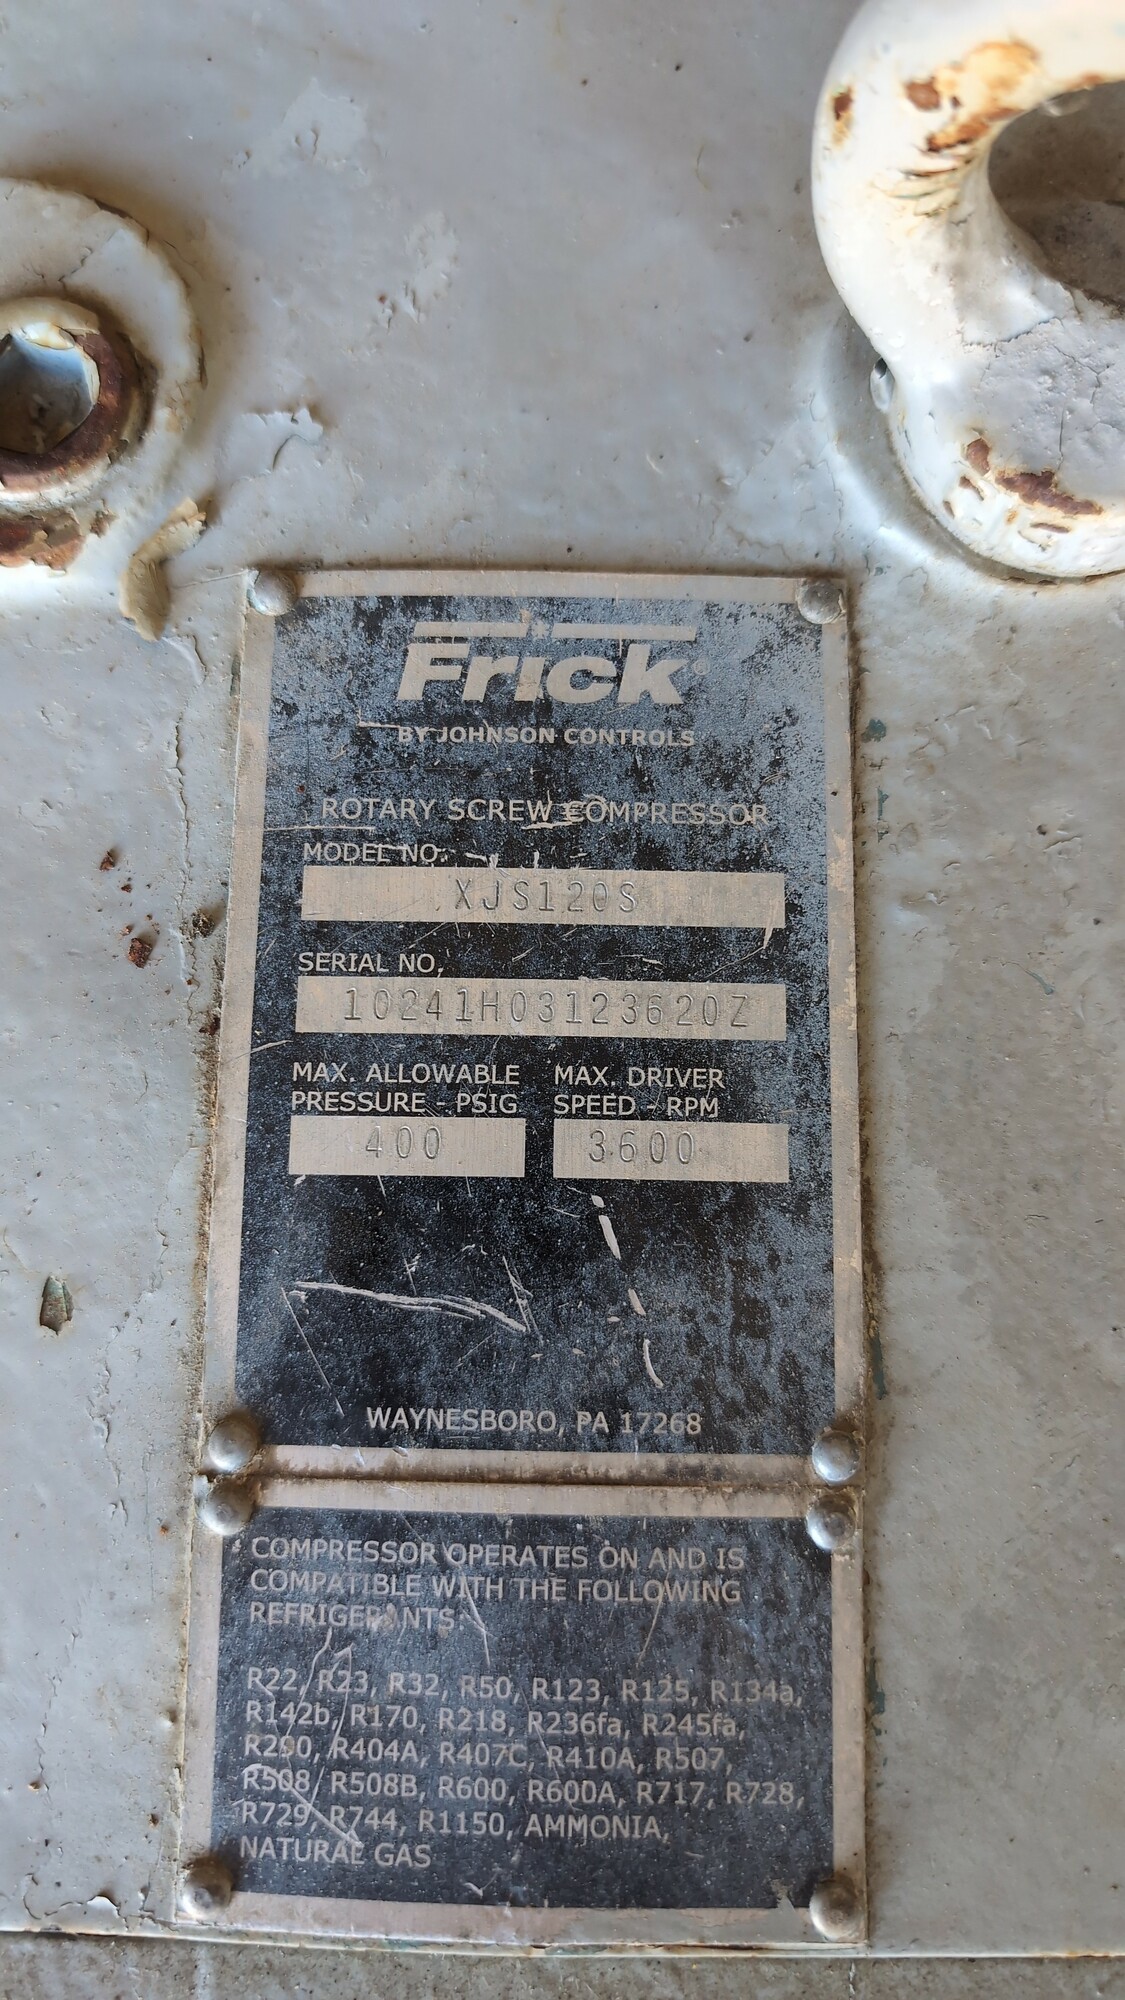 Frick®
BY JOHNSON CONTROLS
ROTARY SCREW COMPRESSOR
MODEL NO.
XJS120S
SERIAL NO.
10241H03123620Z
MAX. ALLOWABLE
PRESSURE - PSIG
MAX. DRIVER
SPEED - RPM
400
3600
WAYNESBORO, PA 17268
COMPRESSOR OPERATES ON AND IS
COMPATIBLE WITH THE FOLLOWING
REFRIGERANTS:
R22, R23, R32, R50, R123, R125, R134a,
R142b, R170, R218, R236fa, R245fa,
R290, R404A, R407C, R410A, R507,
R508, R508B, R600, R600A, R717, R728,
R729, R744, R1150, AMMONIA,
NATURAL GAS